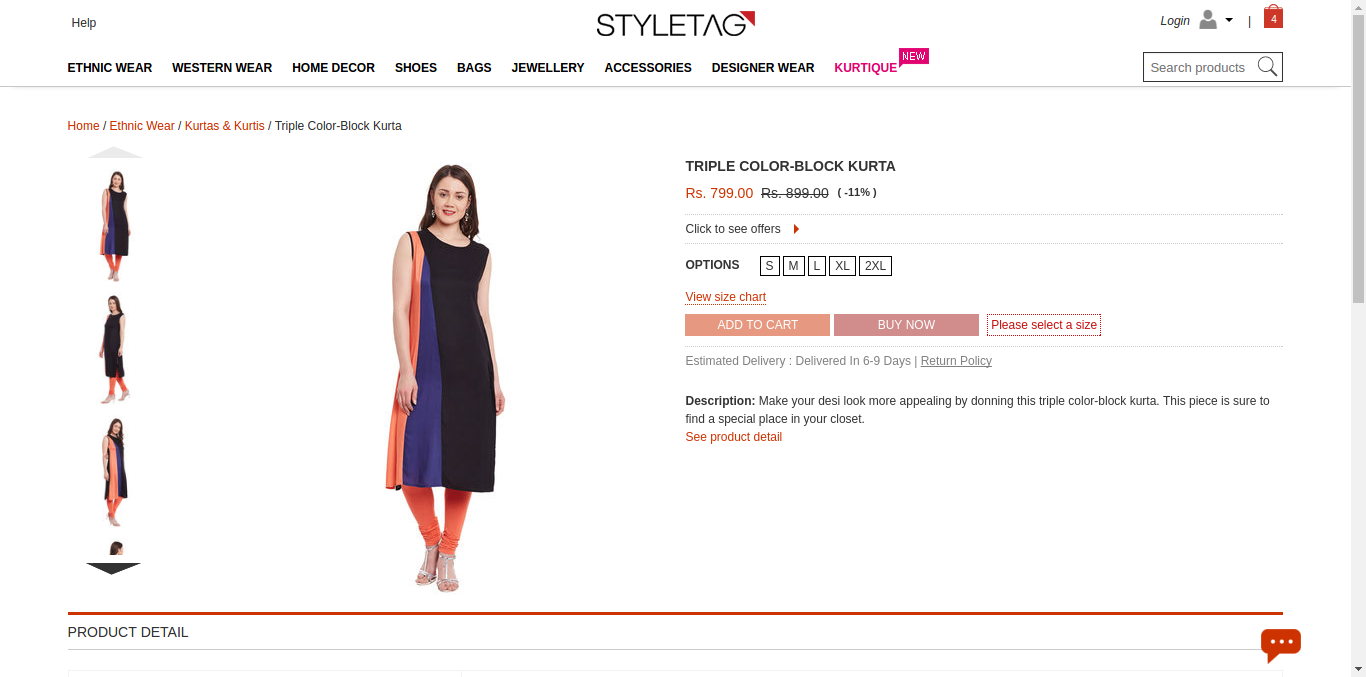 Help
STYLETAG
Login | 4
ETHNIC WEAR WESTERN WEAR HOME DECOR SHOES BAGS JEWELLERY ACCESSORIES DESIGNER WEAR KURTIQUE NEW
Search products
Home / Ethnic Wear / Kurtas & Kurtis / Triple Color-Block Kurta
TRIPLE COLOR-BLOCK KURTA
Rs. 799.00 Rs. 899.00 ( -11% )
Click to see offers
OPTIONS S M L XL 2XL
View size chart
ADD TO CART BUY NOW Please select a size
Estimated Delivery : Delivered In 6-9 Days | Return Policy
Description: Make your desi look more appealing by donning this triple color-block kurta. This piece is sure to
find a special place in your closet.
See product detail
PRODUCT DETAIL